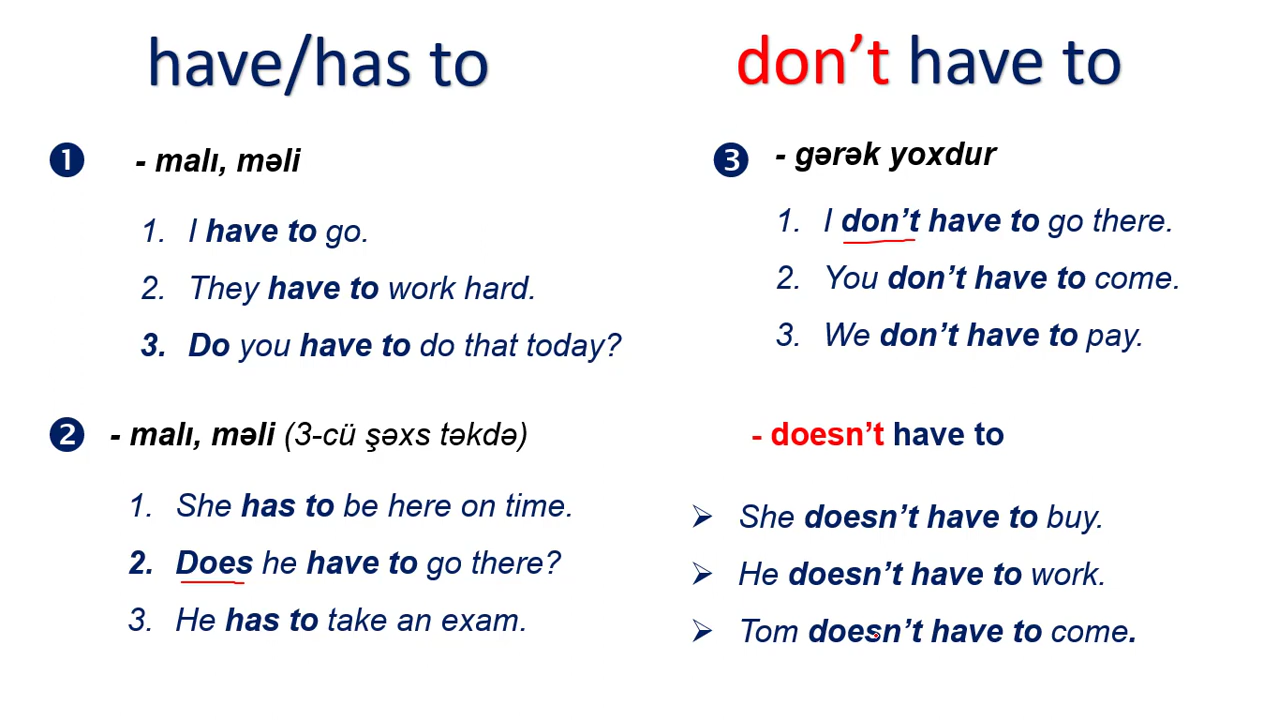 have/has to
❶ - malı, məli
1. I have to go.
2. They have to work hard.
3. Do you have to do that today?
❷ - malı, məli (3-cü şəxs təkdə)
1. She has to be here on time.
2. Does he have to go there?
3. He has to take an exam.
don’t have to
❸ - gərək yoxdur
1. I don’t have to go there.
2. You don’t have to come.
3. We don’t have to pay.
- doesn’t have to
➢ She doesn’t have to buy.
➢ He doesn’t have to work.
➢ Tom doesn’t have to come.